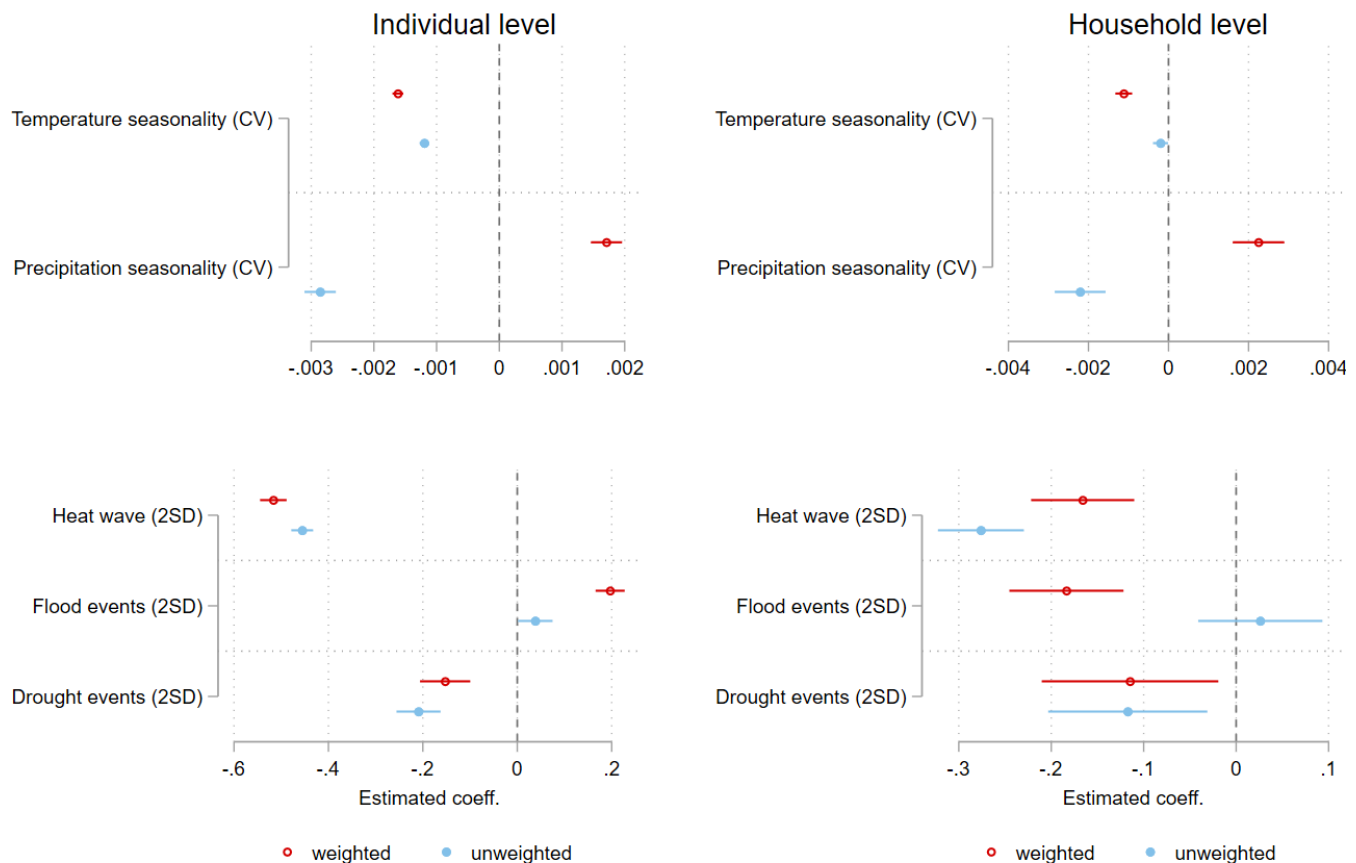 Individual level
Temperature seasonality (CV)
Precipitation seasonality (CV)
-.003 -.002 -.001 0 .001 .002
Household level
Temperature seasonality (CV)
Precipitation seasonality (CV)
-.004 -.002 0 .002 .004
Heat wave (2SD)
Flood events (2SD)
Drought events (2SD)
-.6 -.4 -.2 0 .2
Estimated coeff.
weighted unweighted
Heat wave (2SD)
Flood events (2SD)
Drought events (2SD)
-.3 -.2 -.1 0 .1
Estimated coeff.
weighted unweighted